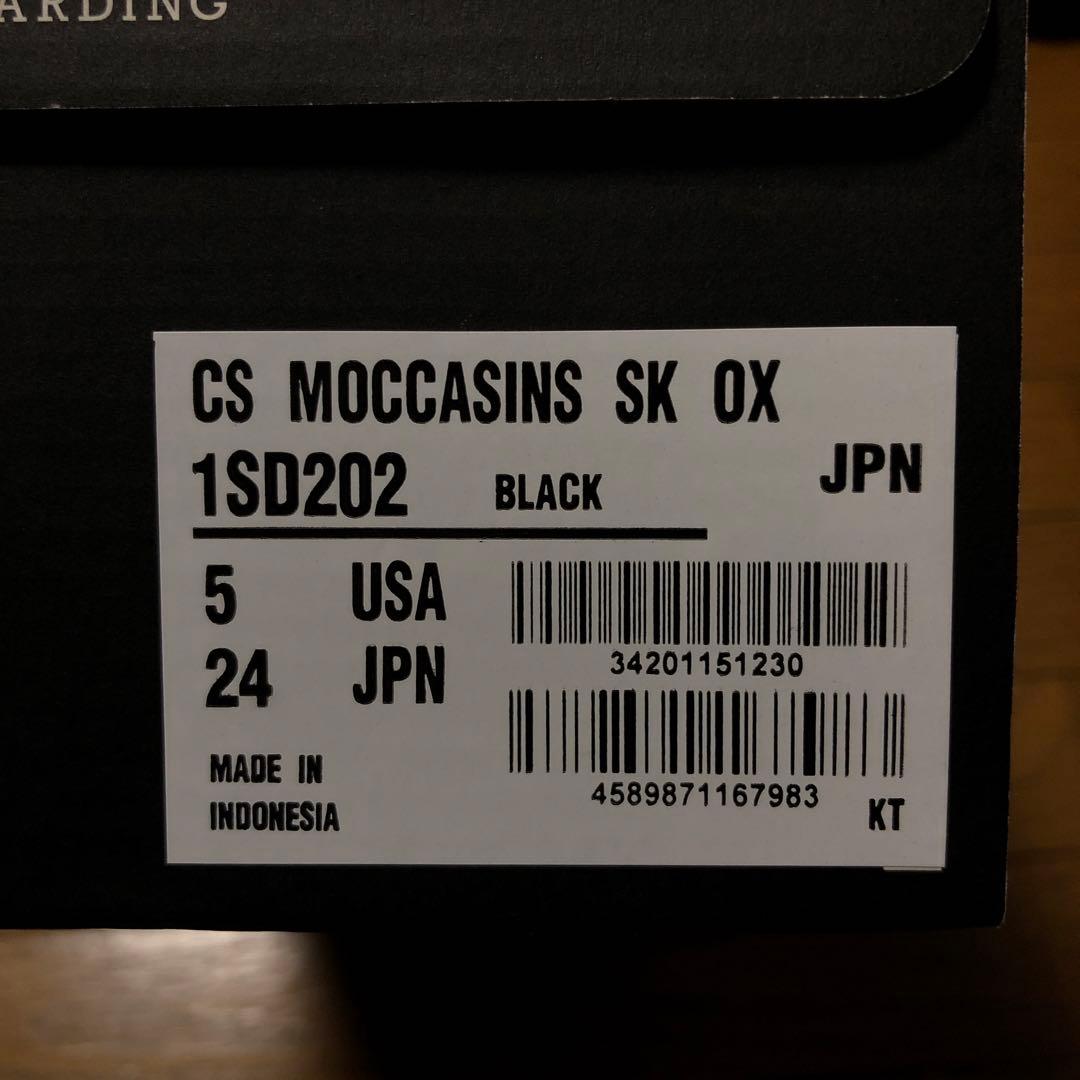 ARDING
CS MOCCASINS SK OX
1SD202 BLACK JPN
5 USA
24 JPN
34201151230
4589871167983
MADE IN
INDONESIA
KT